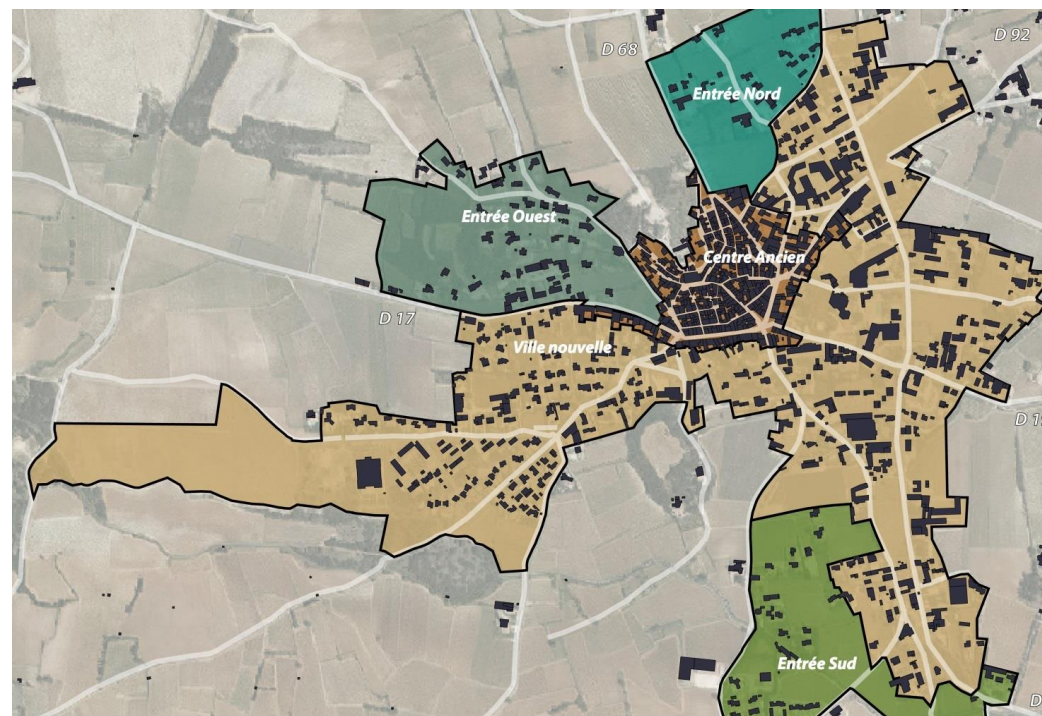 D 68
D 92
Entrée Nord
Entrée Ouest
Centre Ancien
D 17
Ville nouvelle
Entrée Sud